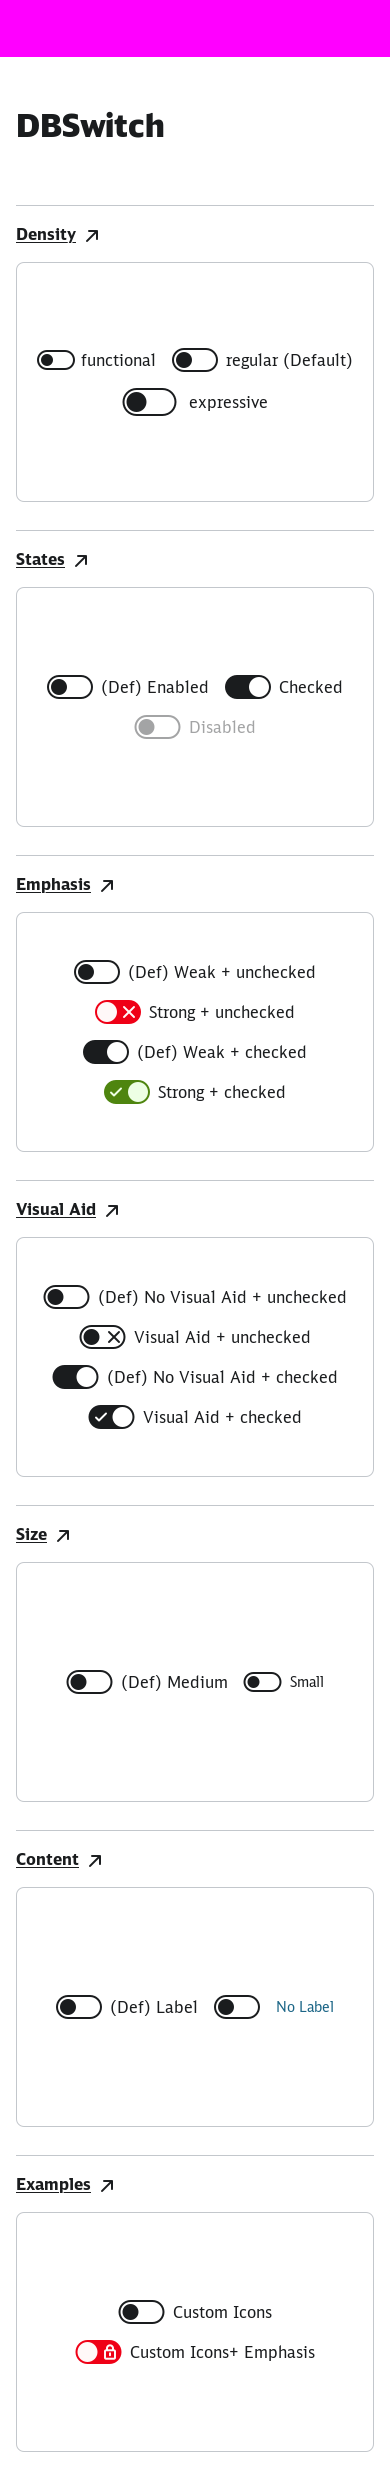 DBSwitch
Density
functional regular (Default)
expressive
States
(Def) Enabled Checked
Disabled
Emphasis
(Def) Weak + unchecked
Strong + unchecked
(Def) Weak + checked
Strong + checked
Visual Aid
(Def) No Visual Aid + unchecked
Visual Aid + unchecked
(Def) No Visual Aid + checked
Visual Aid + checked
Size
(Def) Medium Small
Content
(Def) Label No Label
Examples
Custom Icons
Custom Icons+ Emphasis